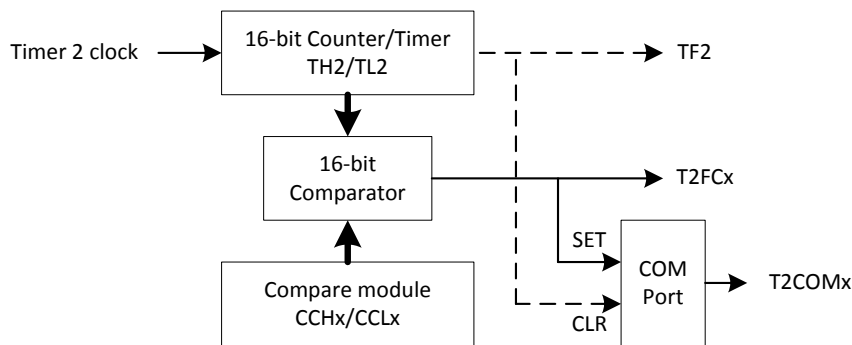 Timer 2 clock
16-bit Counter/Timer
TH2/TL2
TF2
16-bit
Comparator
T2FCx
SET
COM
Port
T2COMx
Compare module
CCHx/CCLx
CLR